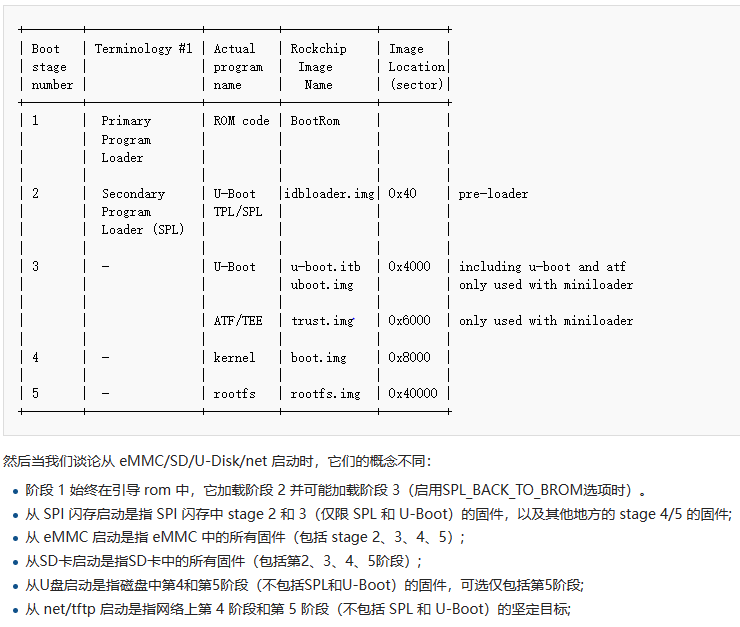 +--------+----------------+----------+-------------+---------+
| Boot   | Terminology #1 | Actual   | Rockchip    | Image   |
| stage  |                | program  |  Image      | Location|
| number |                | name     |   Name      | (sector)|
+--------+----------------+----------+-------------+---------+
| 1      |  Primary       | ROM code | BootRom     |         |
|        |  Program       |          |             |         |
|        |  Loader        |          |             |         |
|        |                |          |             |         |
| 2      |  Secondary     | U-Boot   |idbloader.img| 0x40    | pre-loader
|        |  Program       | TPL/SPL  |             |         |
|        |  Loader (SPL)  |          |             |         |
|        |                |          |             |         |
| 3      |  -             | U-Boot   | u-boot.itb  | 0x4000  | including u-boot and atf
|        |                |          | uboot.img   |         | only used with miniloader
|        |                |          |             |         |
|        |                | ATF/TEE  | trust.img   | 0x6000  | only used with miniloader
|        |                |          |             |         |
| 4      |  -             | kernel   | boot.img    | 0x8000  |
|        |                |          |             |         |
| 5      |  -             | rootfs   | rootfs.img  | 0x40000 |
+--------+----------------+----------+-------------+---------+
然后当我们谈论从 eMMC/SD/U-Disk/net 启动时，它们的概念不同：
• 阶段 1 始终在引导 rom 中，它加载阶段 2 并可能加载阶段 3（启用SPL_BACK_TO_BROM选项时）。
• 从 SPI 闪存启动是指 SPI 闪存中 stage 2 和 3（仅限 SPL 和 U-Boot）的固件，以及其他地方的 stage 4/5 的固件;
• 从 eMMC 启动是指 eMMC 中的所有固件（包括 stage 2、3、4、5）;
• 从SD卡启动是指SD卡中的所有固件（包括第2、3、4、5阶段）;
• 从U盘启动是指磁盘中第4和第5阶段（不包括SPL和U-Boot）的固件，可选仅包括第5阶段;
• 从 net/tftp 启动是指网络上第 4 阶段和第 5 阶段（不包括 SPL 和 U-Boot）的坚定目标;